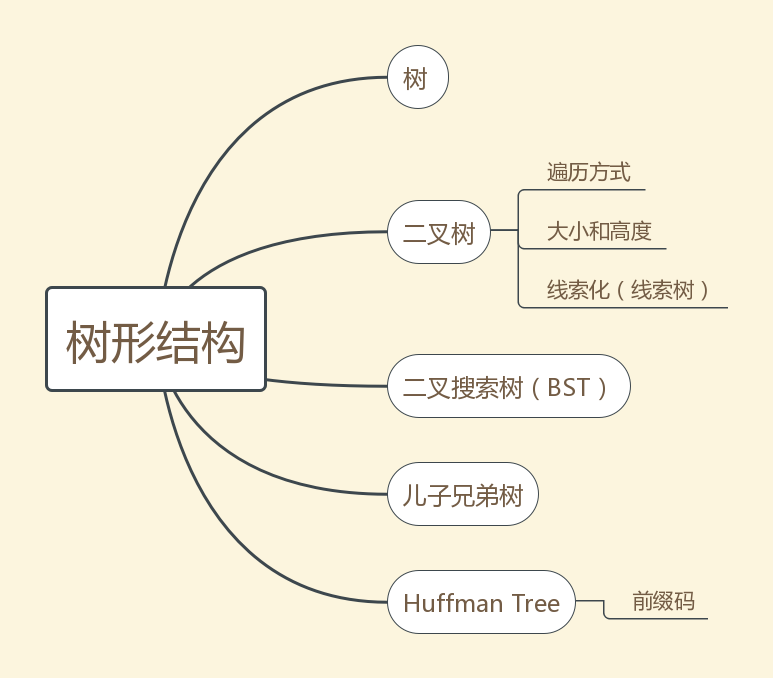 树形结构
树
二叉树
遍历方式
大小和高度
线索化（线索树）
二叉搜索树（BST）
儿子兄弟树
Huffman Tree
前缀码